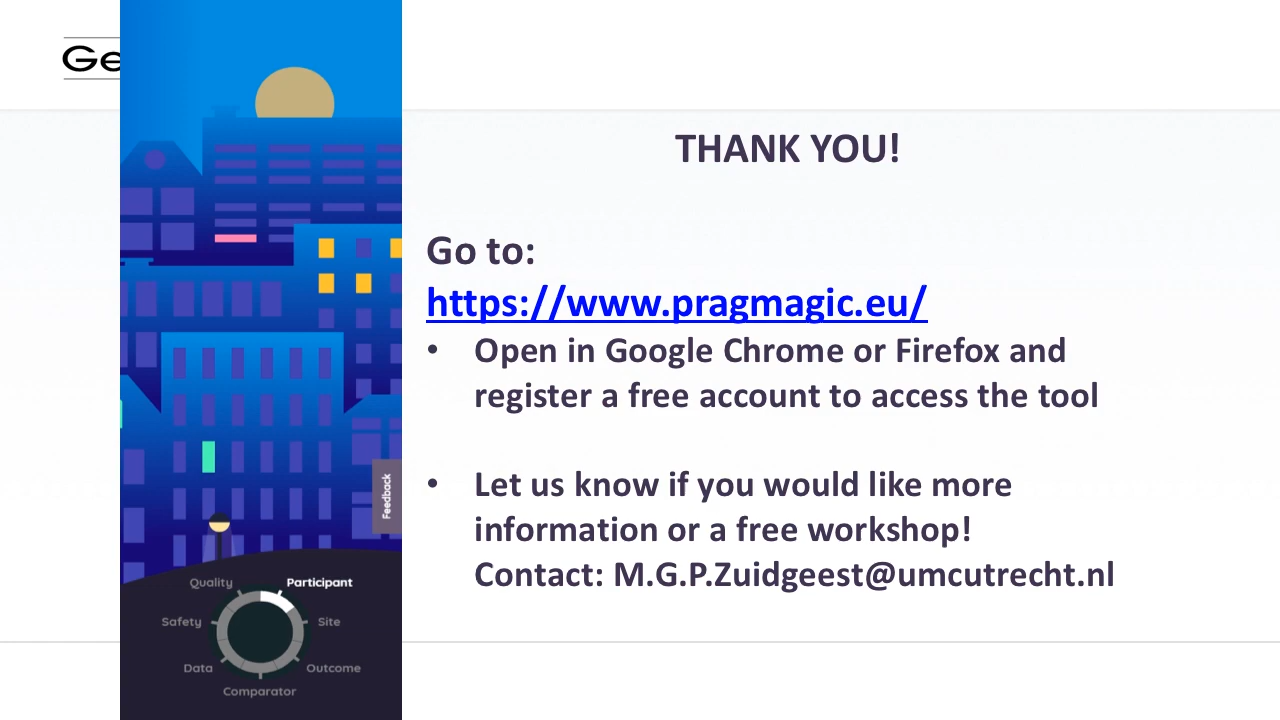 Ge
THANK YOU!
Go to:
https://www.pragmagic.eu/
• Open in Google Chrome or Firefox and
register a free account to access the tool
• Let us know if you would like more
information or a free workshop!
Contact: M.G.P.Zuidgeest@umcutrecht.nl
Feedback
Quality
Participant
Safety
Site
Data
Outcome
Comparator